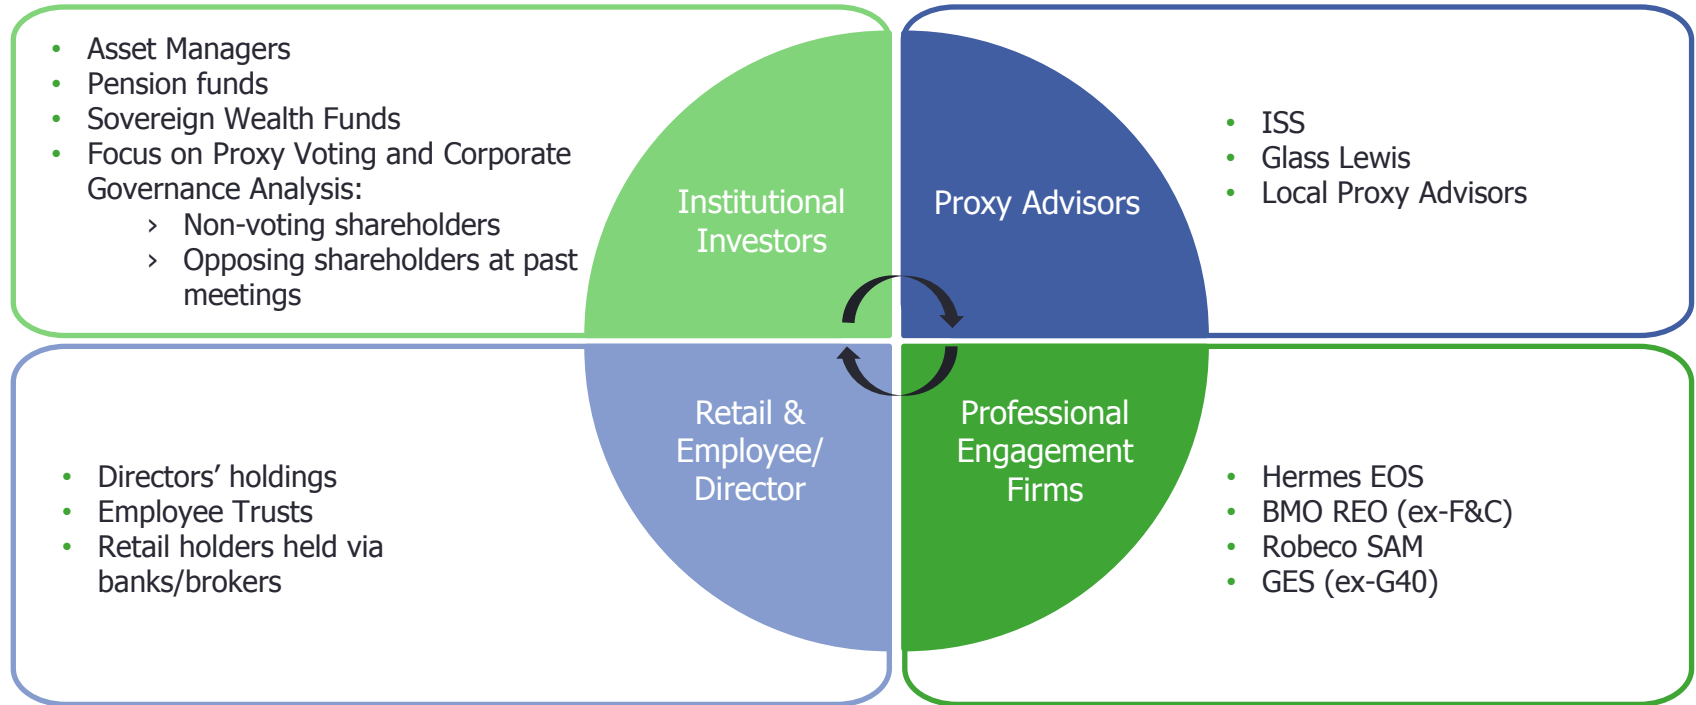 • Asset Managers
• Pension funds
• Sovereign Wealth Funds
• Focus on Proxy Voting and Corporate
Governance Analysis:
› Non-voting shareholders
› Opposing shareholders at past
meetings
Institutional
Investors
Proxy Advisors
• ISS
• Glass Lewis
• Local Proxy Advisors
• Directors’ holdings
• Employee Trusts
• Retail holders held via
banks/brokers
Retail &
Employee/
Director
Professional
Engagement
Firms
• Hermes EOS
• BMO REO (ex-F&C)
• Robeco SAM
• GES (ex-G40)